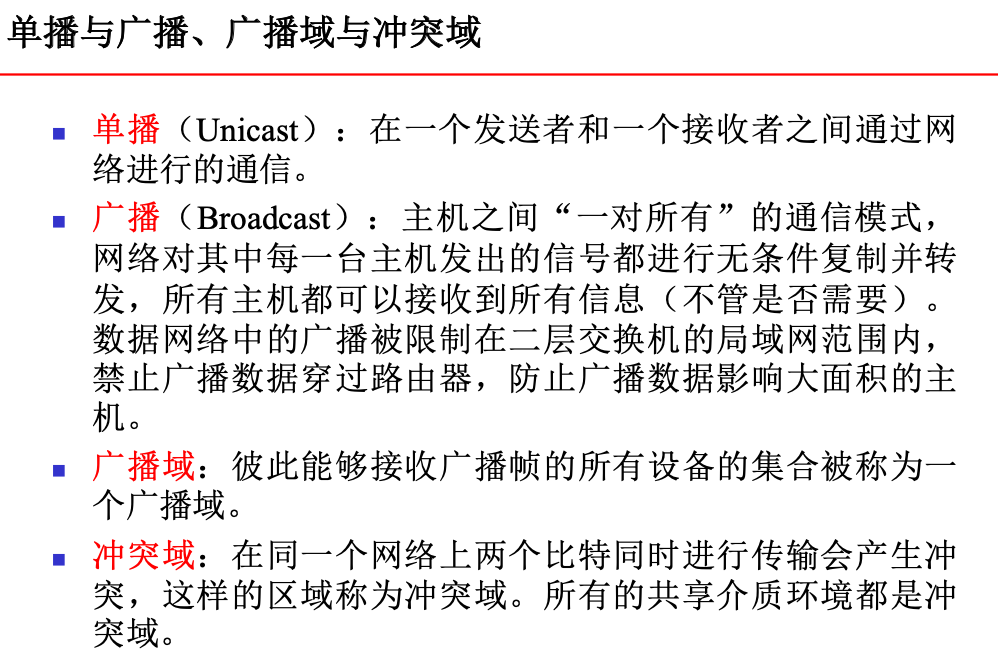 单播与广播、广播域与冲突域
单播（Unicast）：在一个发送者和一个接收者之间通过网
络进行的通信。
广播（Broadcast）：主机之间“一对所有”的通信模式，
网络对其中每一台主机发出的信号都进行无条件复制并转
发，所有主机都可以接收到所有信息（不管是否需要）。
数据网络中的广播被限制在二层交换机的局域网范围内，
禁止广播数据穿过路由器，防止广播数据影响大面积的主
机。
广播域：彼此能够接收广播帧的所有设备的集合被称为一
个广播域。
冲突域：在同一个网络上两个比特同时进行传输会产生冲
突，这样的区域称为冲突域。所有的共享介质环境都是冲
突域。